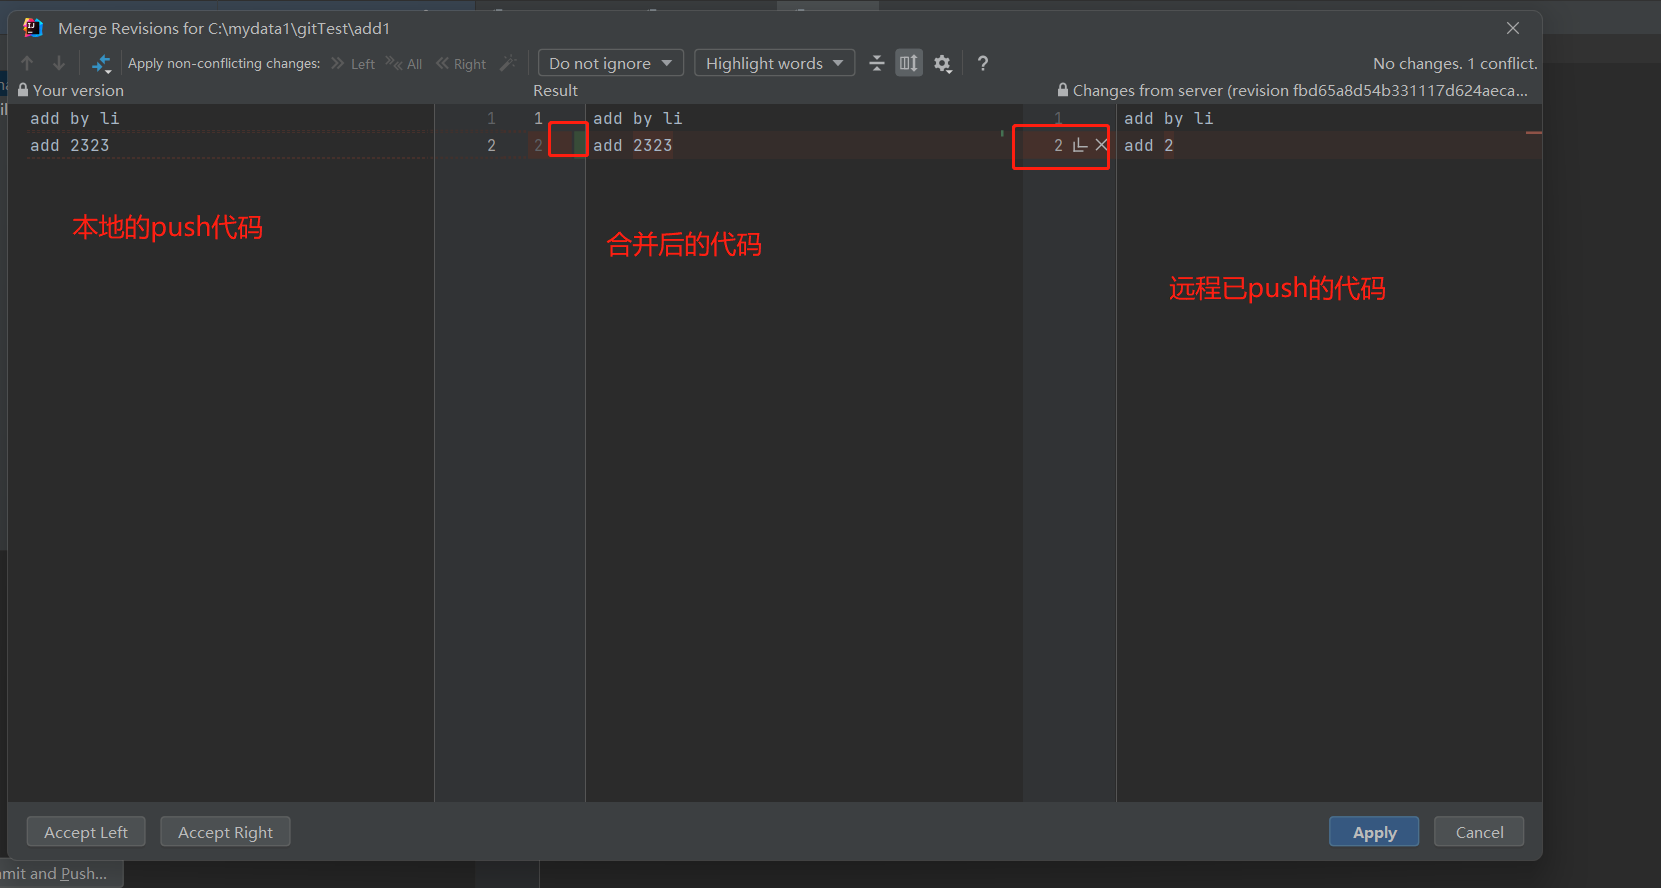 Merge Revisions for C:\mydata1\gitTest\add1
Apply non-conflicting changes: Left All Right Do not ignore Highlight words ? No changes. 1 conflict.
Your version Result Changes from server (revision fbd65a8d54b331117d624aeca...
add by li 1 1 add by li 1 add by li
add 2323 2 2 add 2323 2 add 2
本地的push代码
合并后的代码
远程已push的代码
Accept Left Accept Right Apply Cancel
mit and Push...